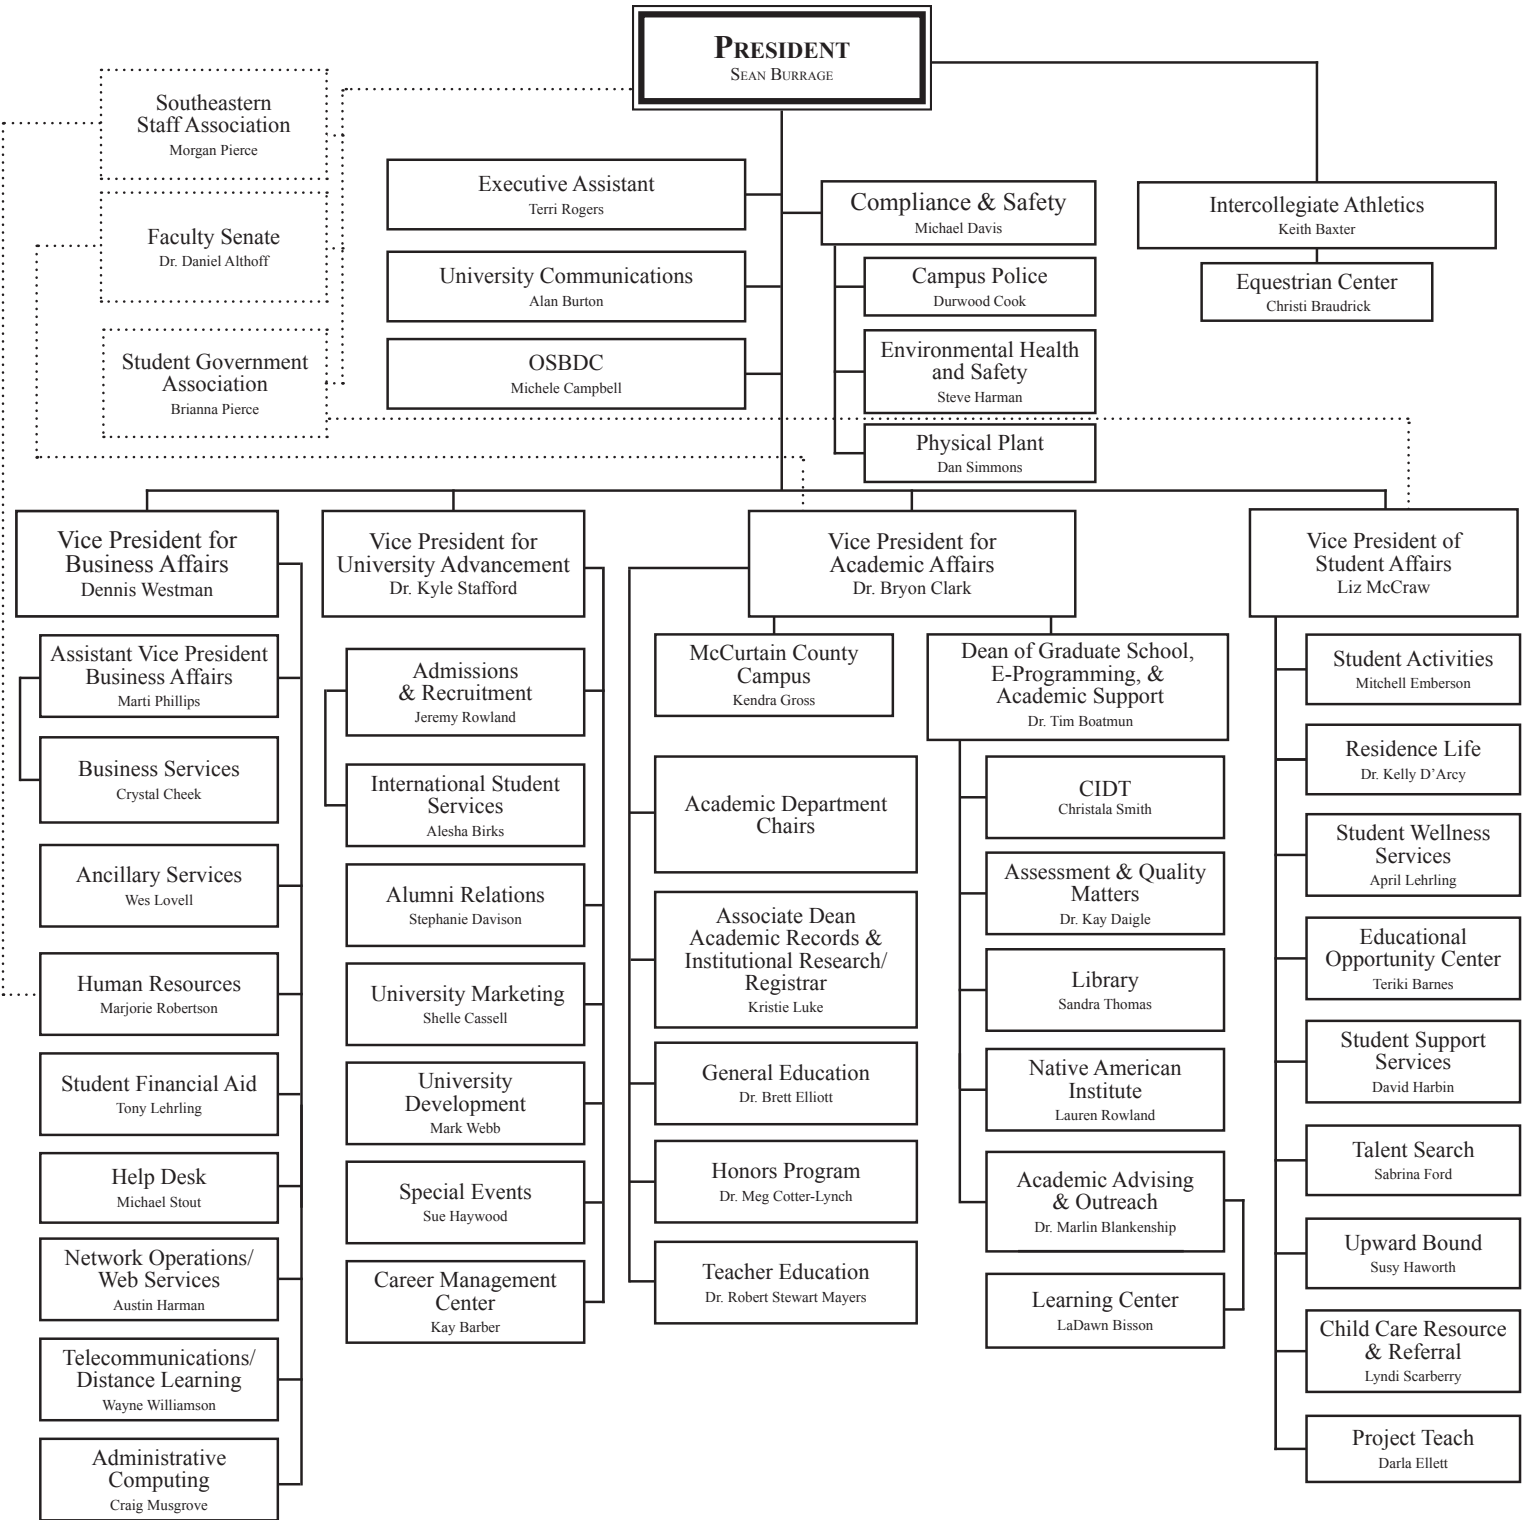 PRESIDENT
SEAN BURRAGE
Southeastern
Staff Association
Morgan Pierce
Faculty Senate
Dr. Daniel Althoff
Student Government
Association
Brianna Pierce
Executive Assistant
Terri Rogers
University Communications
Alan Burton
OSBDC
Michele Campbell
Compliance & Safety
Michael Davis
Campus Police
Durwood Cook
Environmental Health
and Safety
Steve Harman
Physical Plant
Dan Simmons
Intercollegiate Athletics
Keith Baxter
Equestrian Center
Christi Braudrick
Vice President for
Business Affairs
Dennis Westman
Assistant Vice President
Business Affairs
Marti Phillips
Business Services
Crystal Cheek
Ancillary Services
Wes Lovell
Human Resources
Marjorie Robertson
Student Financial Aid
Tony Lehrling
Help Desk
Michael Stout
Network Operations/
Web Services
Austin Harman
Telecommunications/
Distance Learning
Wayne Williamson
Administrative
Computing
Craig Musgrove
Vice President for
University Advancement
Dr. Kyle Stafford
Admissions
& Recruitment
Jeremy Rowland
International Student
Services
Alesha Birks
Alumni Relations
Stephanie Davison
University Marketing
Shelle Cassell
University
Development
Mark Webb
Special Events
Sue Haywood
Career Management
Center
Kay Barber
Vice President for
Academic Affairs
Dr. Bryon Clark
McCurtain County
Campus
Kendra Gross
Academic Department
Chairs
Associate Dean
Academic Records &
Institutional Research/
Registrar
Kristie Luke
General Education
Dr. Brett Elliott
Honors Program
Dr. Meg Cotter-Lynch
Teacher Education
Dr. Robert Stewart Mayers
Dean of Graduate School,
E-Programming, &
Academic Support
Dr. Tim Boatmun
CIDT
Christala Smith
Assessment & Quality
Matters
Dr. Kay Daigle
Library
Sandra Thomas
Native American
Institute
Lauren Rowland
Academic Advising
& Outreach
Dr. Marlin Blankenship
Learning Center
LaDawn Bisson
Vice President of
Student Affairs
Liz McCraw
Student Activities
Mitchell Emberson
Residence Life
Dr. Kelly D’Arcy
Student Wellness
Services
April Lehrling
Educational
Opportunity Center
Teriki Barnes
Student Support
Services
David Harbin
Talent Search
Sabrina Ford
Upward Bound
Susy Haworth
Child Care Resource
& Referral
Lyndi Scarberry
Project Teach
Darla Ellett